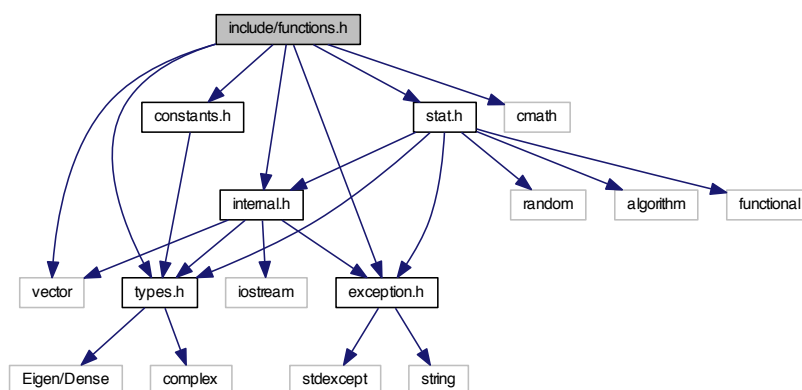 include/functions.h
constants.h
stat.h
cmath
internal.h
random
algorithm
functional
vector
types.h
iostream
exception.h
Eigen/Dense
complex
stdexcept
string